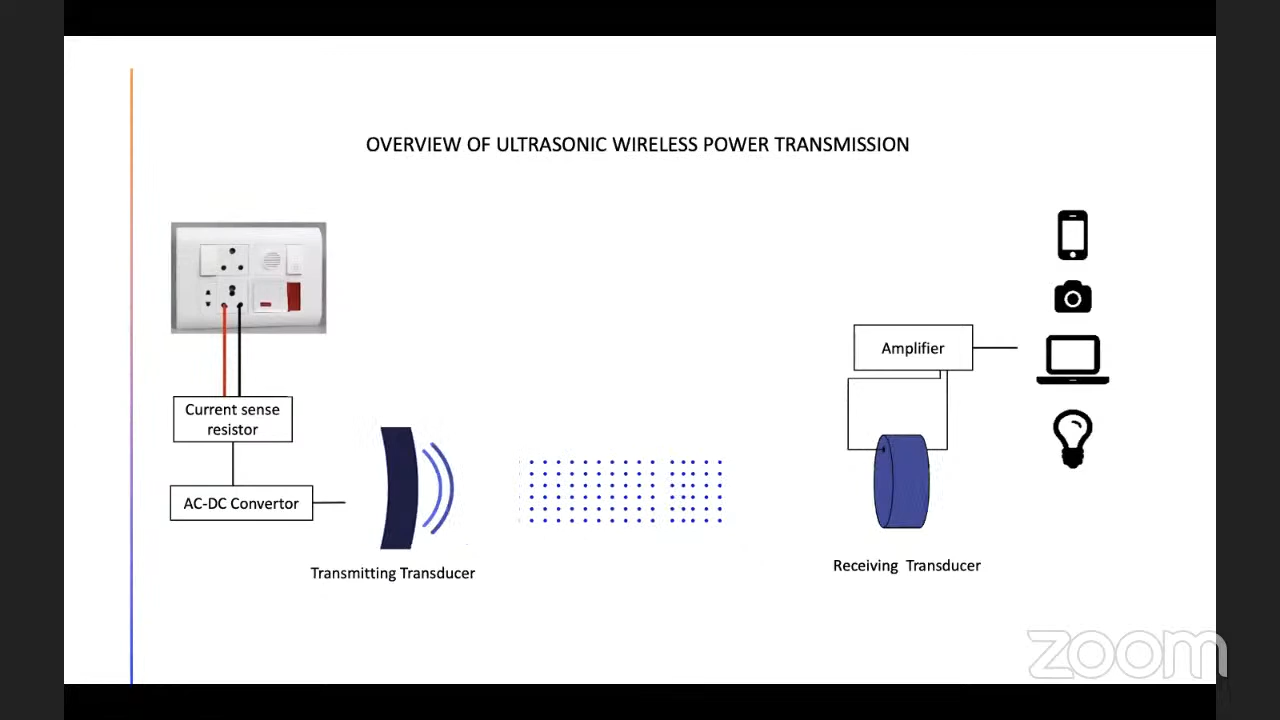 OVERVIEW OF ULTRASONIC WIRELESS POWER TRANSMISSION
Current sense
resistor
AC-DC Convertor
Transmitting Transducer
Amplifier
Receiving Transducer
zoom